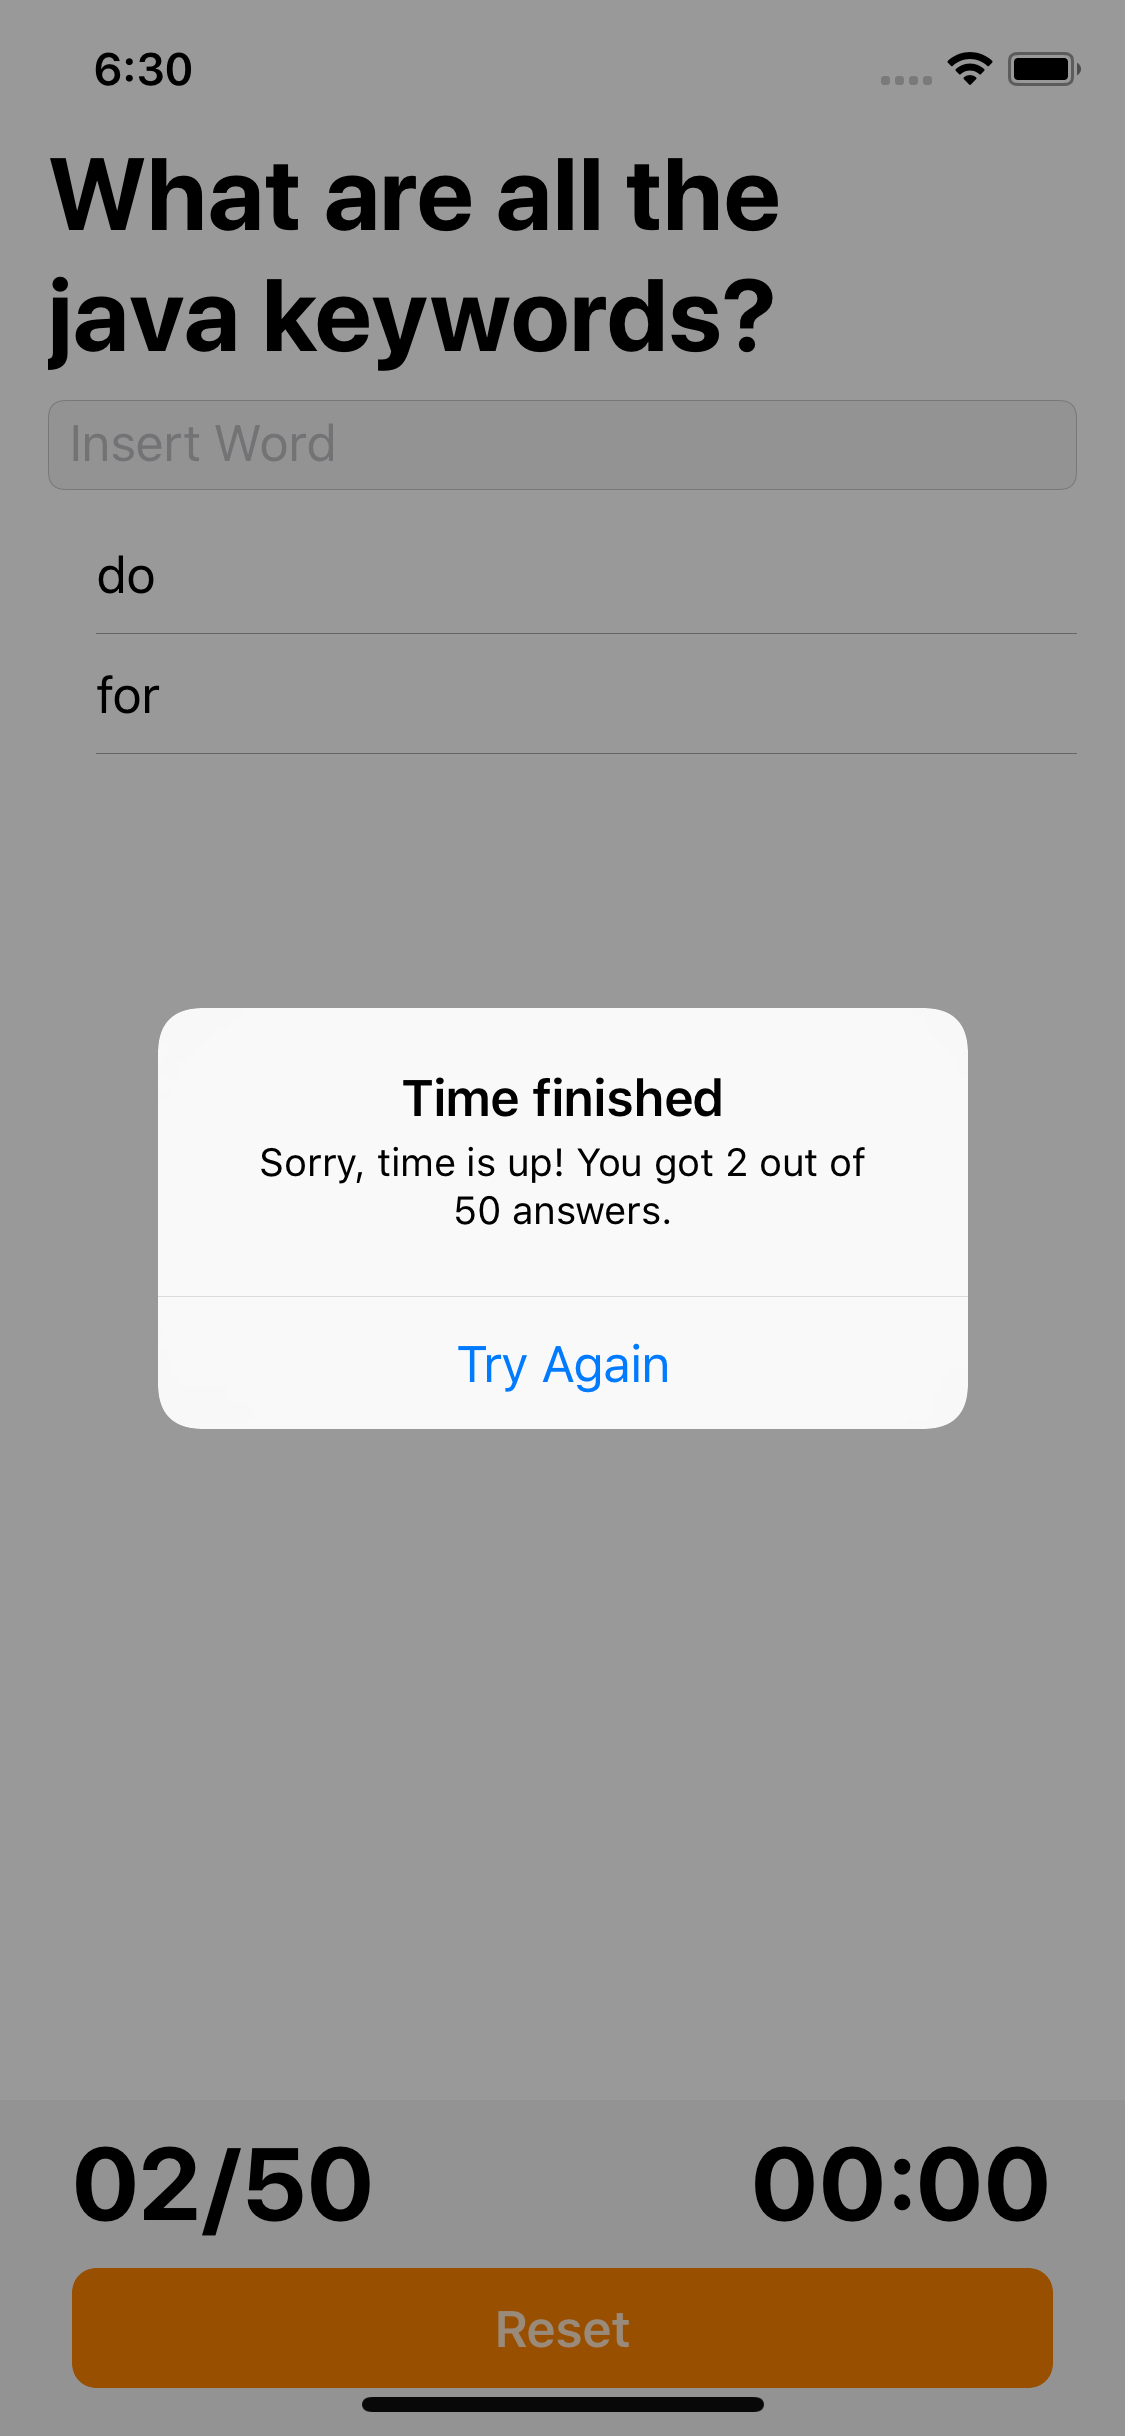 6:30
What are all the
java keywords?
Insert Word
do
for
Time finished
Sorry, time is up! You got 2 out of
50 answers.
Try Again
02/50
00:00
Reset